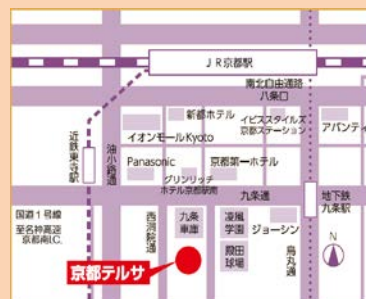 JR京都駅
南北自由通路
八条口
新都ホテル
イビススタイルズ
京都ステーション
アバンティ
イオンモールKyoto
近鉄東寺駅
油小路通
Panasonic
京都第一ホテル
グリンリッチ
ホテル京都駅南
九条通
地下鉄
九条駅
国道1号線
至名神高速
京都南I.C.
西洞院通
九条
車庫
凌風
学園
ジョーシン
殿田
球場
烏丸通
N
京都テルサ